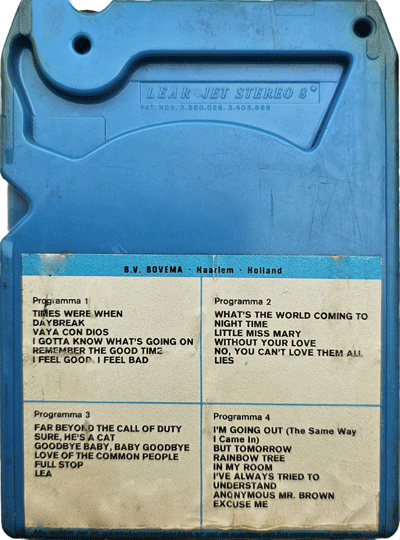 LEAR JET STEREO 8
PAT. NOS. 3,380,026. 3,403,868
B.V. BOVEMA - Haarlem - Holland
Programma 1
TIMES WERE WHEN
DAYBREAK
VAYA CON DIOS
I GOTTA KNOW WHAT'S GOING ON
REMEMBER THE GOOD TIME
I FEEL GOOD, I FEEL BAD
Programma 2
WHAT'S THE WORLD COMING TO
NIGHT TIME
LITTLE MISS MARY
WITHOUT YOUR LOVE
NO, YOU CAN'T LOVE THEM ALL
LIES
Programma 3
FAR BEYOND THE CALL OF DUTY
SURE, HE'S A CAT
GOODBYE BABY, BABY GOODBYE
LOVE OF THE COMMON PEOPLE
FULL STOP
LEA
Programma 4
I'M GOING OUT (The Same Way
I Came In)
BUT TOMORROW
RAINBOW TREE
IN MY ROOM
I'VE ALWAYS TRIED TO
UNDERSTAND
ANONYMOUS MR. BROWN
EXCUSE ME